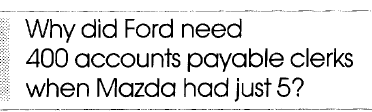 Why did Ford need
400 accounts payable clerks
when Mazda had just 5?